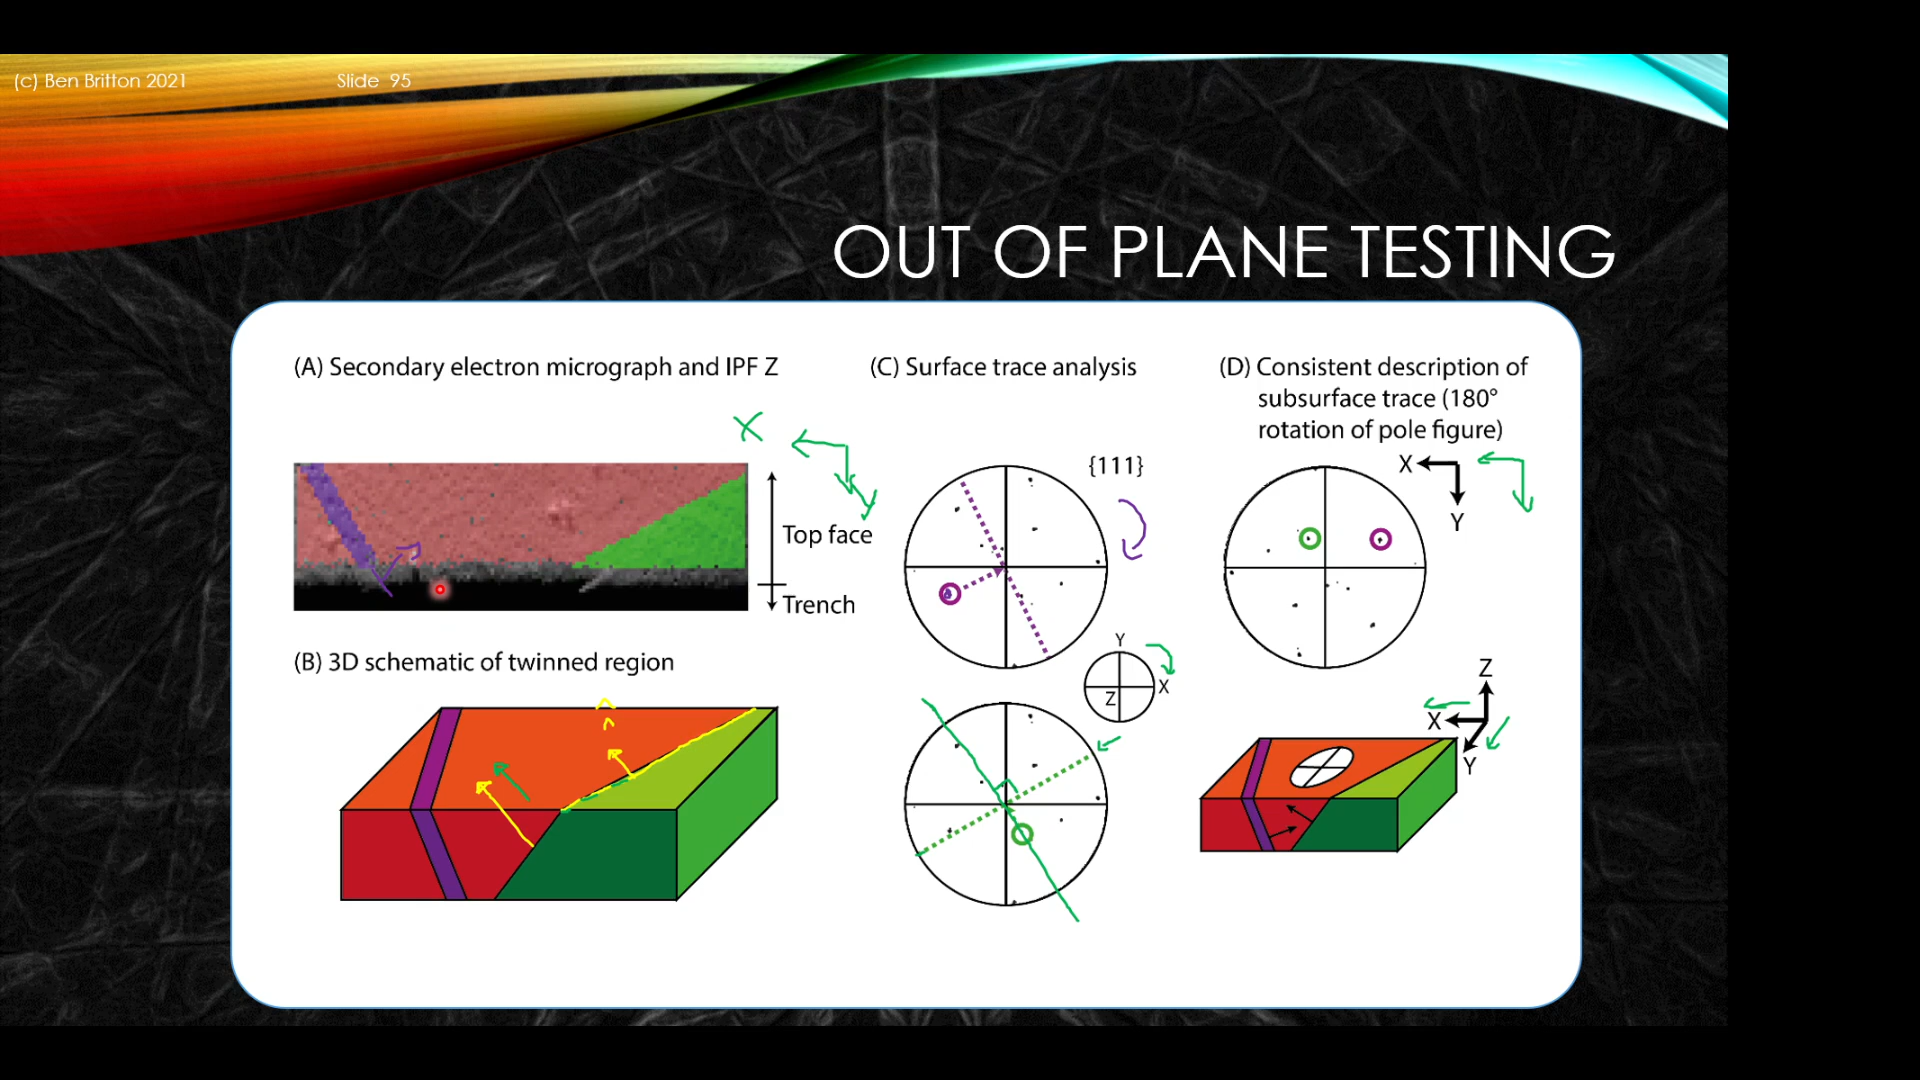 (c) Ben Britton 2021
Slide 95
OUT OF PLANE TESTING
(A) Secondary electron micrograph and IPF Z
X
Y
Top face
Trench
(B) 3D schematic of twinned region
(C) Surface trace analysis
{111}
Y
X
Z
(D) Consistent description of
subsurface trace (180°
rotation of pole figure)
X
Y
Z
X
Y